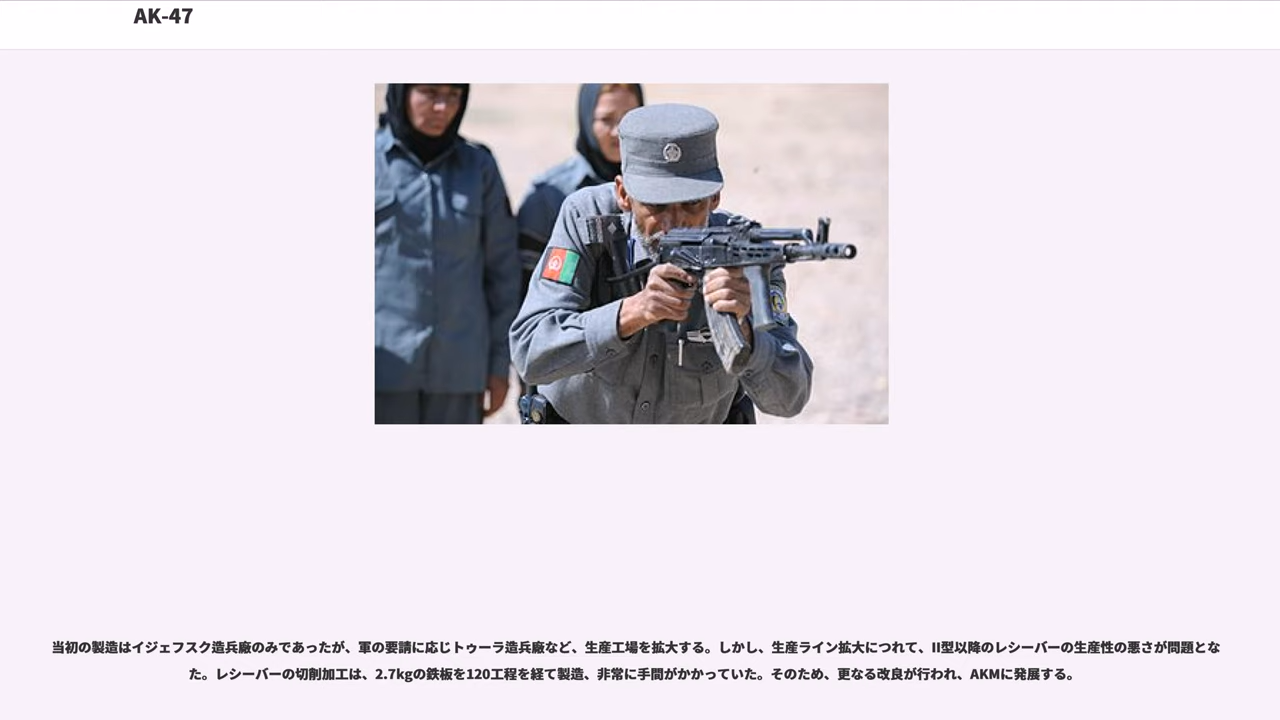 AK-47
当初の製造はイジェフスク造兵廠のみであったが、軍の要請に応じトゥーラ造兵廠など、生産工場を拡大する。しかし、生産ライン拡大につれて、II型以降のレシーバーの生産性の悪さが問題とな
た。レシーバーの切削加工は、2.7kgの鉄板を120工程を経て製造、非常に手間がかかっていた。そのため、更なる改良が行われ、AKMに発展する。